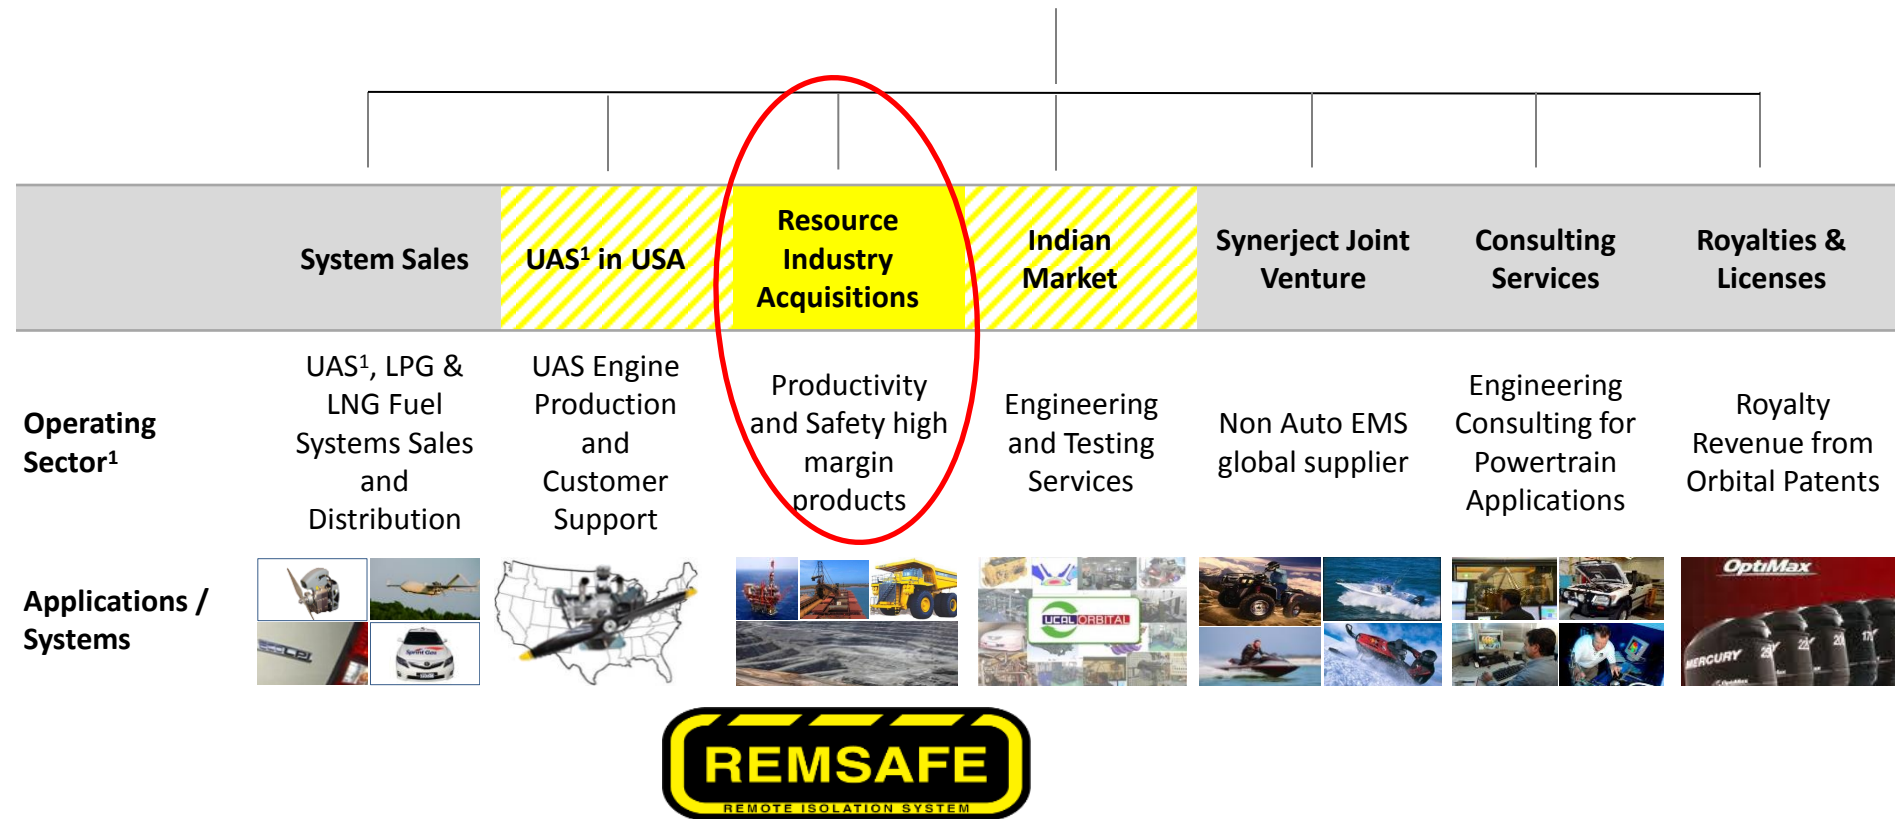 System Sales
UAS¹ in USA
Resource
Industry
Acquisitions
Indian
Market
Synerject Joint
Venture
Consulting
Services
Royalties &
Licenses
Operating
Sector¹
UAS¹, LPG &
LNG Fuel
Systems Sales
and
Distribution
UAS Engine
Production
and
Customer
Support
Productivity
and Safety high
margin
products
Engineering
and Testing
Services
Non Auto EMS
global supplier
Engineering
Consulting for
Powertrain
Applications
Royalty
Revenue from
Orbital Patents
Applications /
Systems
Sprint Gas
UCAL ORBITAL
OptiMax
MERCURY
OptiMax
REMSAFE
REMOTE ISOLATION SYSTEM